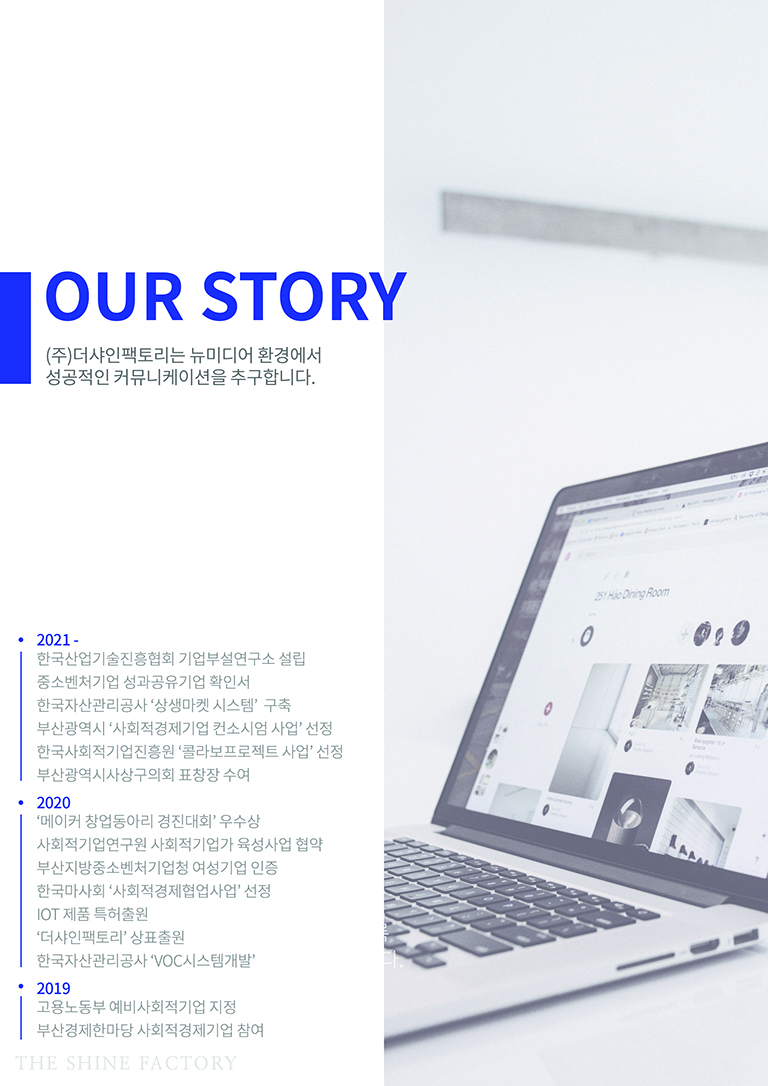 OUR STORY
(주)더샤인팩토리는 뉴미디어 환경에서
성공적인 커뮤니케이션을 추구합니다.
2021 -
한국산업기술진흥협회 기업부설연구소 설립
중소벤처기업 성과공유기업 확인서
한국자산관리공사 ‘상생마켓 시스템’ 구축
부산광역시 ‘사회적경제기업 컨소시엄 사업’ 선정
한국사회적기업진흥원 ‘콜라보프로젝트 사업’ 선정
부산광역시사상구의회 표창장 수여
2020
‘메이커 창업동아리 경진대회’ 우수상
사회적기업연구원 사회적기업가 육성사업 협약
부산지방중소벤처기업청 여성기업 인증
한국마사회 ‘사회적경제협업사업’ 선정
IOT 제품 특허출원
‘더샤인팩토리’ 상표출원
한국자산관리공사 ‘VOC시스템개발’
2019
고용노동부 예비사회적기업 지정
부산경제한마당 사회적경제기업 참여
THE SHINE FACTORY
251 Hào Dining Room